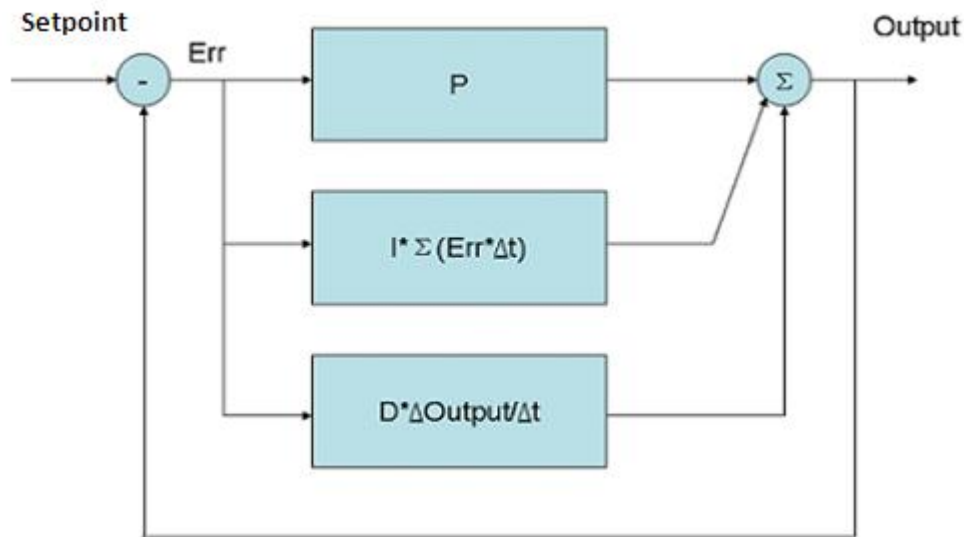 Setpoint
Output
Err
-
P
Σ
I* Σ(Err*Δt)
D*ΔOutput/Δt